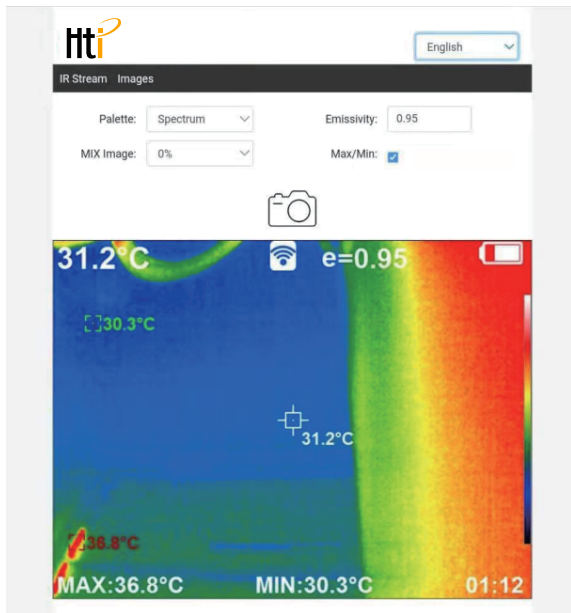 Hti
English
IR Stream Images
Palette: Spectrum Emissivity: 0.95
MIX Image: 0% Max/Min:
31.2°C e=0.95
30.3°C
31.2°C
36.8°C
MAX:36.8°C MIN:30.3°C 01:12